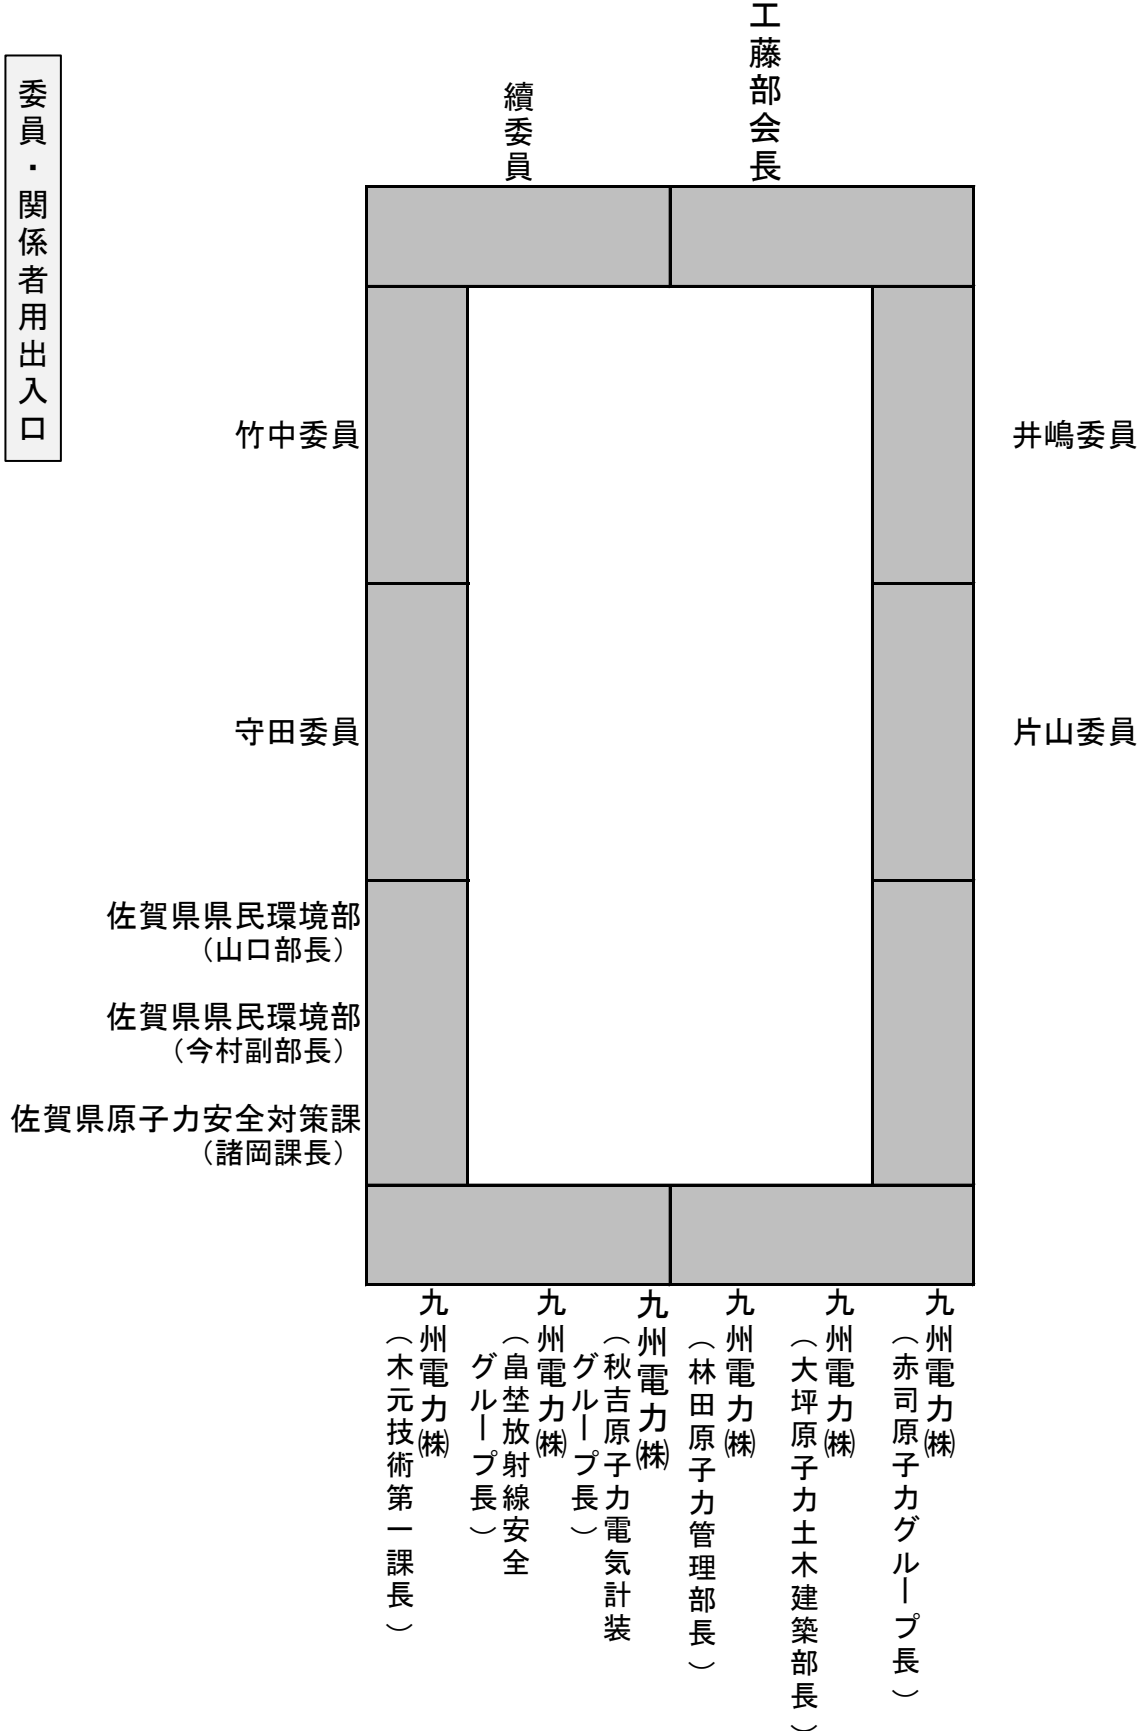 工藤部会長
續委員
委員・関係者用出入口
竹中委員
井嶋委員
守田委員
片山委員
佐賀県県民環境部
（山口部長）
佐賀県県民環境部
（今村副部長）
佐賀県原子力安全対策課
（諸岡課長）
九州電力㈱
（木元技術第一課長）
九州電力㈱
（畠埜放射線安全
グループ長）
九州電力㈱
（秋吉原子力電気計装
グループ長）
九州電力㈱
（林田原子力管理部長）
九州電力㈱
（大坪原子力土木建築部長）
九州電力㈱
（赤司原子力グループ長）